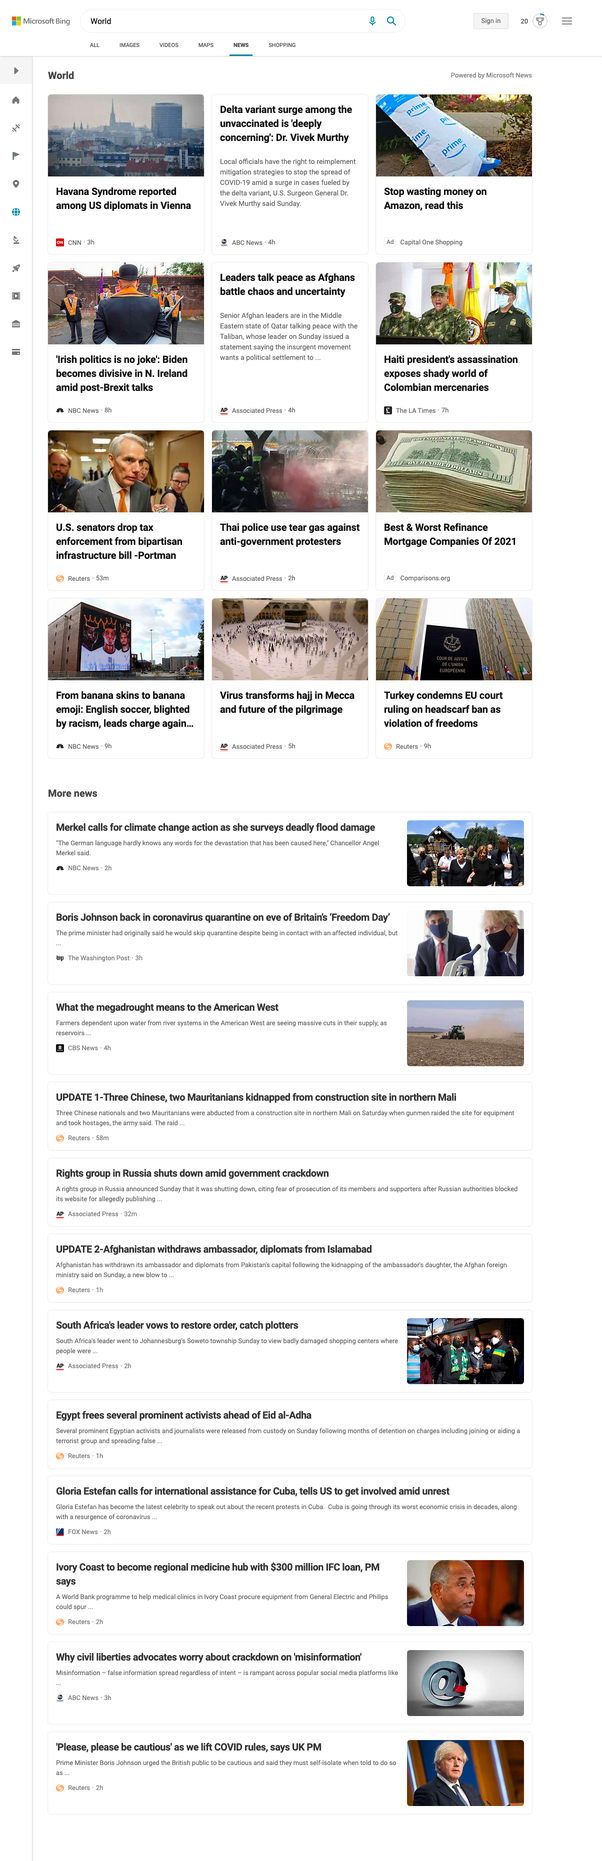 Microsoft Bing
World
Sign in
20
ALL
IMAGES
VIDEOS
MAPS
NEWS
SHOPPING
World
Powered by Microsoft News
Havana Syndrome reported
among US diplomats in Vienna
CNN · 3h
Delta variant surge among the
unvaccinated is 'deeply
concerning': Dr. Vivek Murthy
Local officials have the right to reimplement
mitigation strategies to stop the spread of
COVID-19 amid a surge in cases fueled by
the delta variant, U.S. Surgeon General Dr.
Vivek Murthy said Sunday.
ABC News · 4h
prime
prime
Stop wasting money on
Amazon, read this
Ad Capital One Shopping
'Irish politics is no joke': Biden
becomes divisive in N. Ireland
amid post-Brexit talks
NBC News · 8h
Leaders talk peace as Afghans
battle chaos and uncertainty
Senior Afghan leaders are in the Middle
Eastern state of Qatar talking peace with the
Taliban, whose leader on Sunday issued a
statement saying the insurgent movement
wants a political settlement to ...
AP Associated Press · 4h
Haiti president's assassination
exposes shady world of
Colombian mercenaries
The LA Times · 7h
U.S. senators drop tax
enforcement from bipartisan
infrastructure bill -Portman
Reuters · 53m
Thai police use tear gas against
anti-government protesters
AP Associated Press · 2h
Best & Worst Refinance
Mortgage Companies Of 2021
Ad Comparisons.org
From banana skins to banana
emoji: English soccer, blighted
by racism, leads charge again...
NBC News · 9h
Virus transforms hajj in Mecca
and future of the pilgrimage
AP Associated Press · 5h
COUR DE JUSTICE
DE L'UNION
EUROPÉENNE
Turkey condemns EU court
ruling on headscarf ban as
violation of freedoms
Reuters · 9h
More news
Merkel calls for climate change action as she surveys deadly flood damage
"The German language hardly knows any words for the devastation that has been caused here," Chancellor Angel
Merkel said.
NBC News · 2h
Boris Johnson back in coronavirus quarantine on eve of Britain's 'Freedom Day'
The prime minister had originally said he would skip quarantine despite being in contact with an affected individual, but
...
wp The Washington Post · 3h
What the megadrought means to the American West
Farmers dependent upon water from river systems in the American West are seeing massive cuts in their supply, as
reservoirs ...
CBS News · 4h
UPDATE 1-Three Chinese, two Mauritanians kidnapped from construction site in northern Mali
Three Chinese nationals and two Mauritanians were abducted from a construction site in northern Mali on Saturday when gunmen raided the site for equipment
and took hostages, the army said. The raid ...
Reuters · 58m
Rights group in Russia shuts down amid government crackdown
A rights group in Russia announced Sunday that it was shutting down, citing fear of prosecution of its members and supporters after Russian authorities blocked
its website for allegedly publishing ...
AP Associated Press · 32m
UPDATE 2-Afghanistan withdraws ambassador, diplomats from Islamabad
Afghanistan has withdrawn its ambassador and diplomats from Pakistan's capital following the kidnapping of the ambassador's daughter, the Afghan foreign
ministry said on Sunday, a new blow to ...
Reuters · 1h
South Africa's leader vows to restore order, catch plotters
South Africa's leader went to Johannesburg's Soweto township Sunday to view badly damaged shopping centers where
people were ...
AP Associated Press · 2h
Egypt frees several prominent activists ahead of Eid al-Adha
Several prominent Egyptian activists and journalists were released from custody on Sunday following months of detention on charges including joining or aiding a
terrorist group and spreading false ...
Reuters · 1h
Gloria Estefan calls for international assistance for Cuba, tells US to get involved amid unrest
Gloria Estefan has become the latest celebrity to speak out about the recent protests in Cuba. Cuba is going through its worst economic crisis in decades, along
with a resurgence of coronavirus ...
FOX News · 2h
Ivory Coast to become regional medicine hub with $300 million IFC loan, PM
says
A World Bank programme to help medical clinics in Ivory Coast procure equipment from General Electric and Philips
could spur ...
Reuters · 2h
Why civil liberties advocates worry about crackdown on 'misinformation'
Misinformation – false information spread regardless of intent – is rampant across popular social media platforms like
...
ABC News · 3h
'Please, please be cautious' as we lift COVID rules, says UK PM
Prime Minister Boris Johnson urged the British public to be cautious and said they must self-isolate when told to do so
as ...
Reuters · 2h